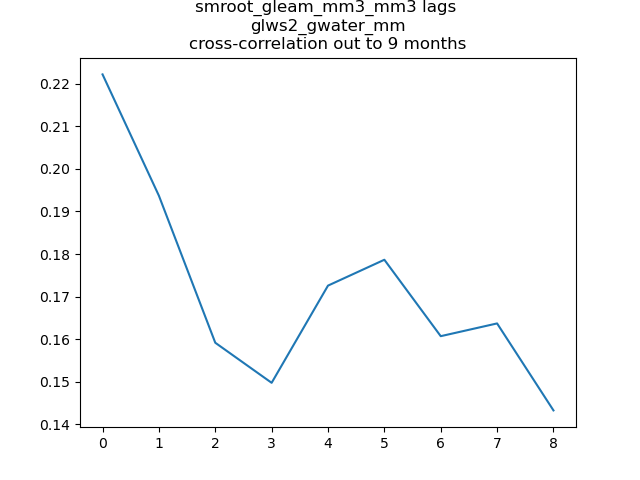 smroot_gleam_mm3_mm3 lags
glws2_gwater_mm
cross-correlation out to 9 months
0.22
0.21
0.20
0.19
0.18
0.17
0.16
0.15
0.14
0 1 2 3 4 5 6 7 8